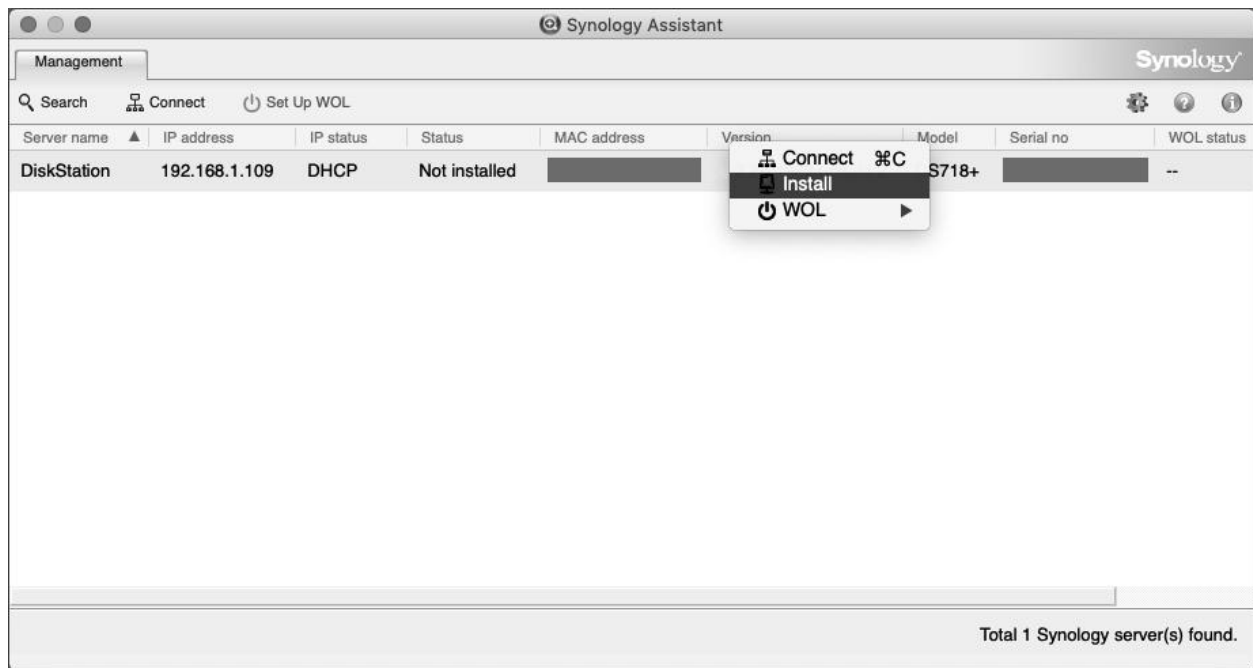 Synology Assistant
Management
Synology
Search Connect Set Up WOL
Server name ▲ IP address IP status Status MAC address Version Model Serial no WOL status
DiskStation 192.168.1.109 DHCP Not installed S718+ --
Connect ⌘C
Install
WOL ▶
Total 1 Synology server(s) found.